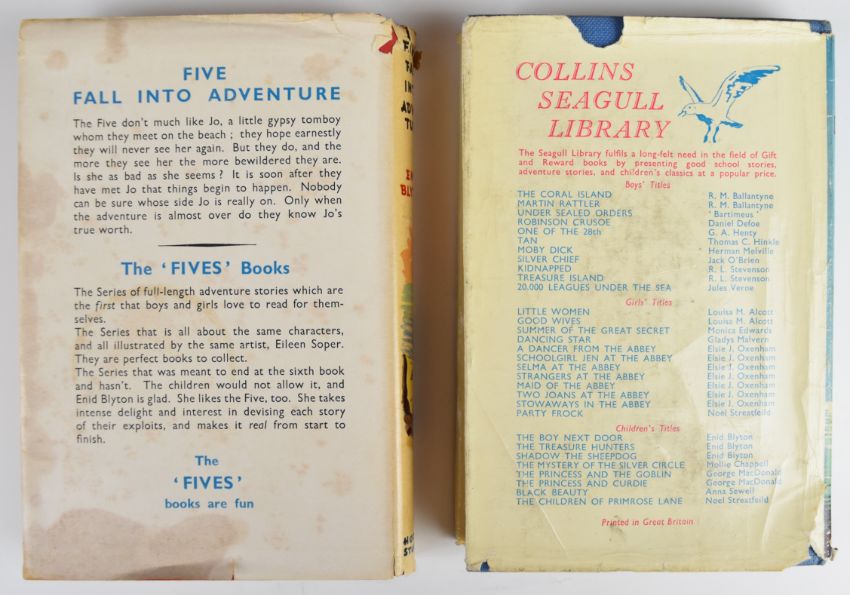 FIVE
FALL INTO ADVENTURE
The Five don't much like Jo, a little gypsy tomboy
whom they meet on the beach ; they hope earnestly
they will never see her again. But they do, and the
more they see her the more bewildered they are.
Is she as bad as she seems ? It is soon after they
have met Jo that things begin to happen. Nobody
can be sure whose side Jo is really on. Only when
the adventure is almost over do they know Jo's
true worth.
The 'FIVES' Books
The Series of full-length adventure stories which are
the first that boys and girls love to read for them-
selves.
The Series that is all about the same characters,
and all illustrated by the same artist, Eileen Soper.
They are perfect books to collect.
The Series that was meant to end at the sixth book
and hasn't. The children would not allow it, and
Enid Blyton is glad. She likes the Five, too. She takes
intense delight and interest in devising each story
of their exploits, and makes it real from start to
finish.
The
'FIVES'
books are fun
COLLINS
SEAGULL
LIBRARY
The Seagull Library fulfils a long-felt need in the field of Gift
and Reward books by presenting good school stories,
adventure stories, and children's classics at a popular price.
Boys' Titles
THE CORAL ISLAND R. M. Ballantyne
MARTIN RATTLER R. M. Ballantyne
UNDER SEALED ORDERS 'Bartimeus'
ROBINSON CRUSOE Daniel Defoe
ONE OF THE 28th G. A. Henty
TAN Thomas C. Hinkle
MOBY DICK Herman Melville
SILVER CHIEF Jack O'Brien
KIDNAPPED R. L. Stevenson
TREASURE ISLAND R. L. Stevenson
20,000 LEAGUES UNDER THE SEA Jules Verne
Girls' Titles
LITTLE WOMEN Louisa M. Alcott
GOOD WIVES Louisa M. Alcott
SUMMER OF THE GREAT SECRET Monica Edwards
DANCING STAR Gladys Malvern
A DANCER FROM THE ABBEY Elsie J. Oxenham
SCHOOLGIRL JEN AT THE ABBEY Elsie J. Oxenham
SELMA AT THE ABBEY Elsie J. Oxenham
STRANGERS AT THE ABBEY Elsie J. Oxenham
MAID OF THE ABBEY Elsie J. Oxenham
TWO JOANS AT THE ABBEY Elsie J. Oxenham
STOWAWAYS IN THE ABBEY Elsie J. Oxenham
PARTY FROCK Noel Streatfeild
Children's Titles
THE BOY NEXT DOOR Enid Blyton
THE TREASURE HUNTERS Enid Blyton
SHADOW THE SHEEPDOG Enid Blyton
THE MYSTERY OF THE SILVER CIRCLE Mollie Chappell
THE PRINCESS AND THE GOBLIN George MacDonald
THE PRINCESS AND CURDIE George MacDonald
BLACK BEAUTY Anna Sewell
THE CHILDREN OF PRIMROSE LANE Noel Streatfeild
Printed in Great Britain